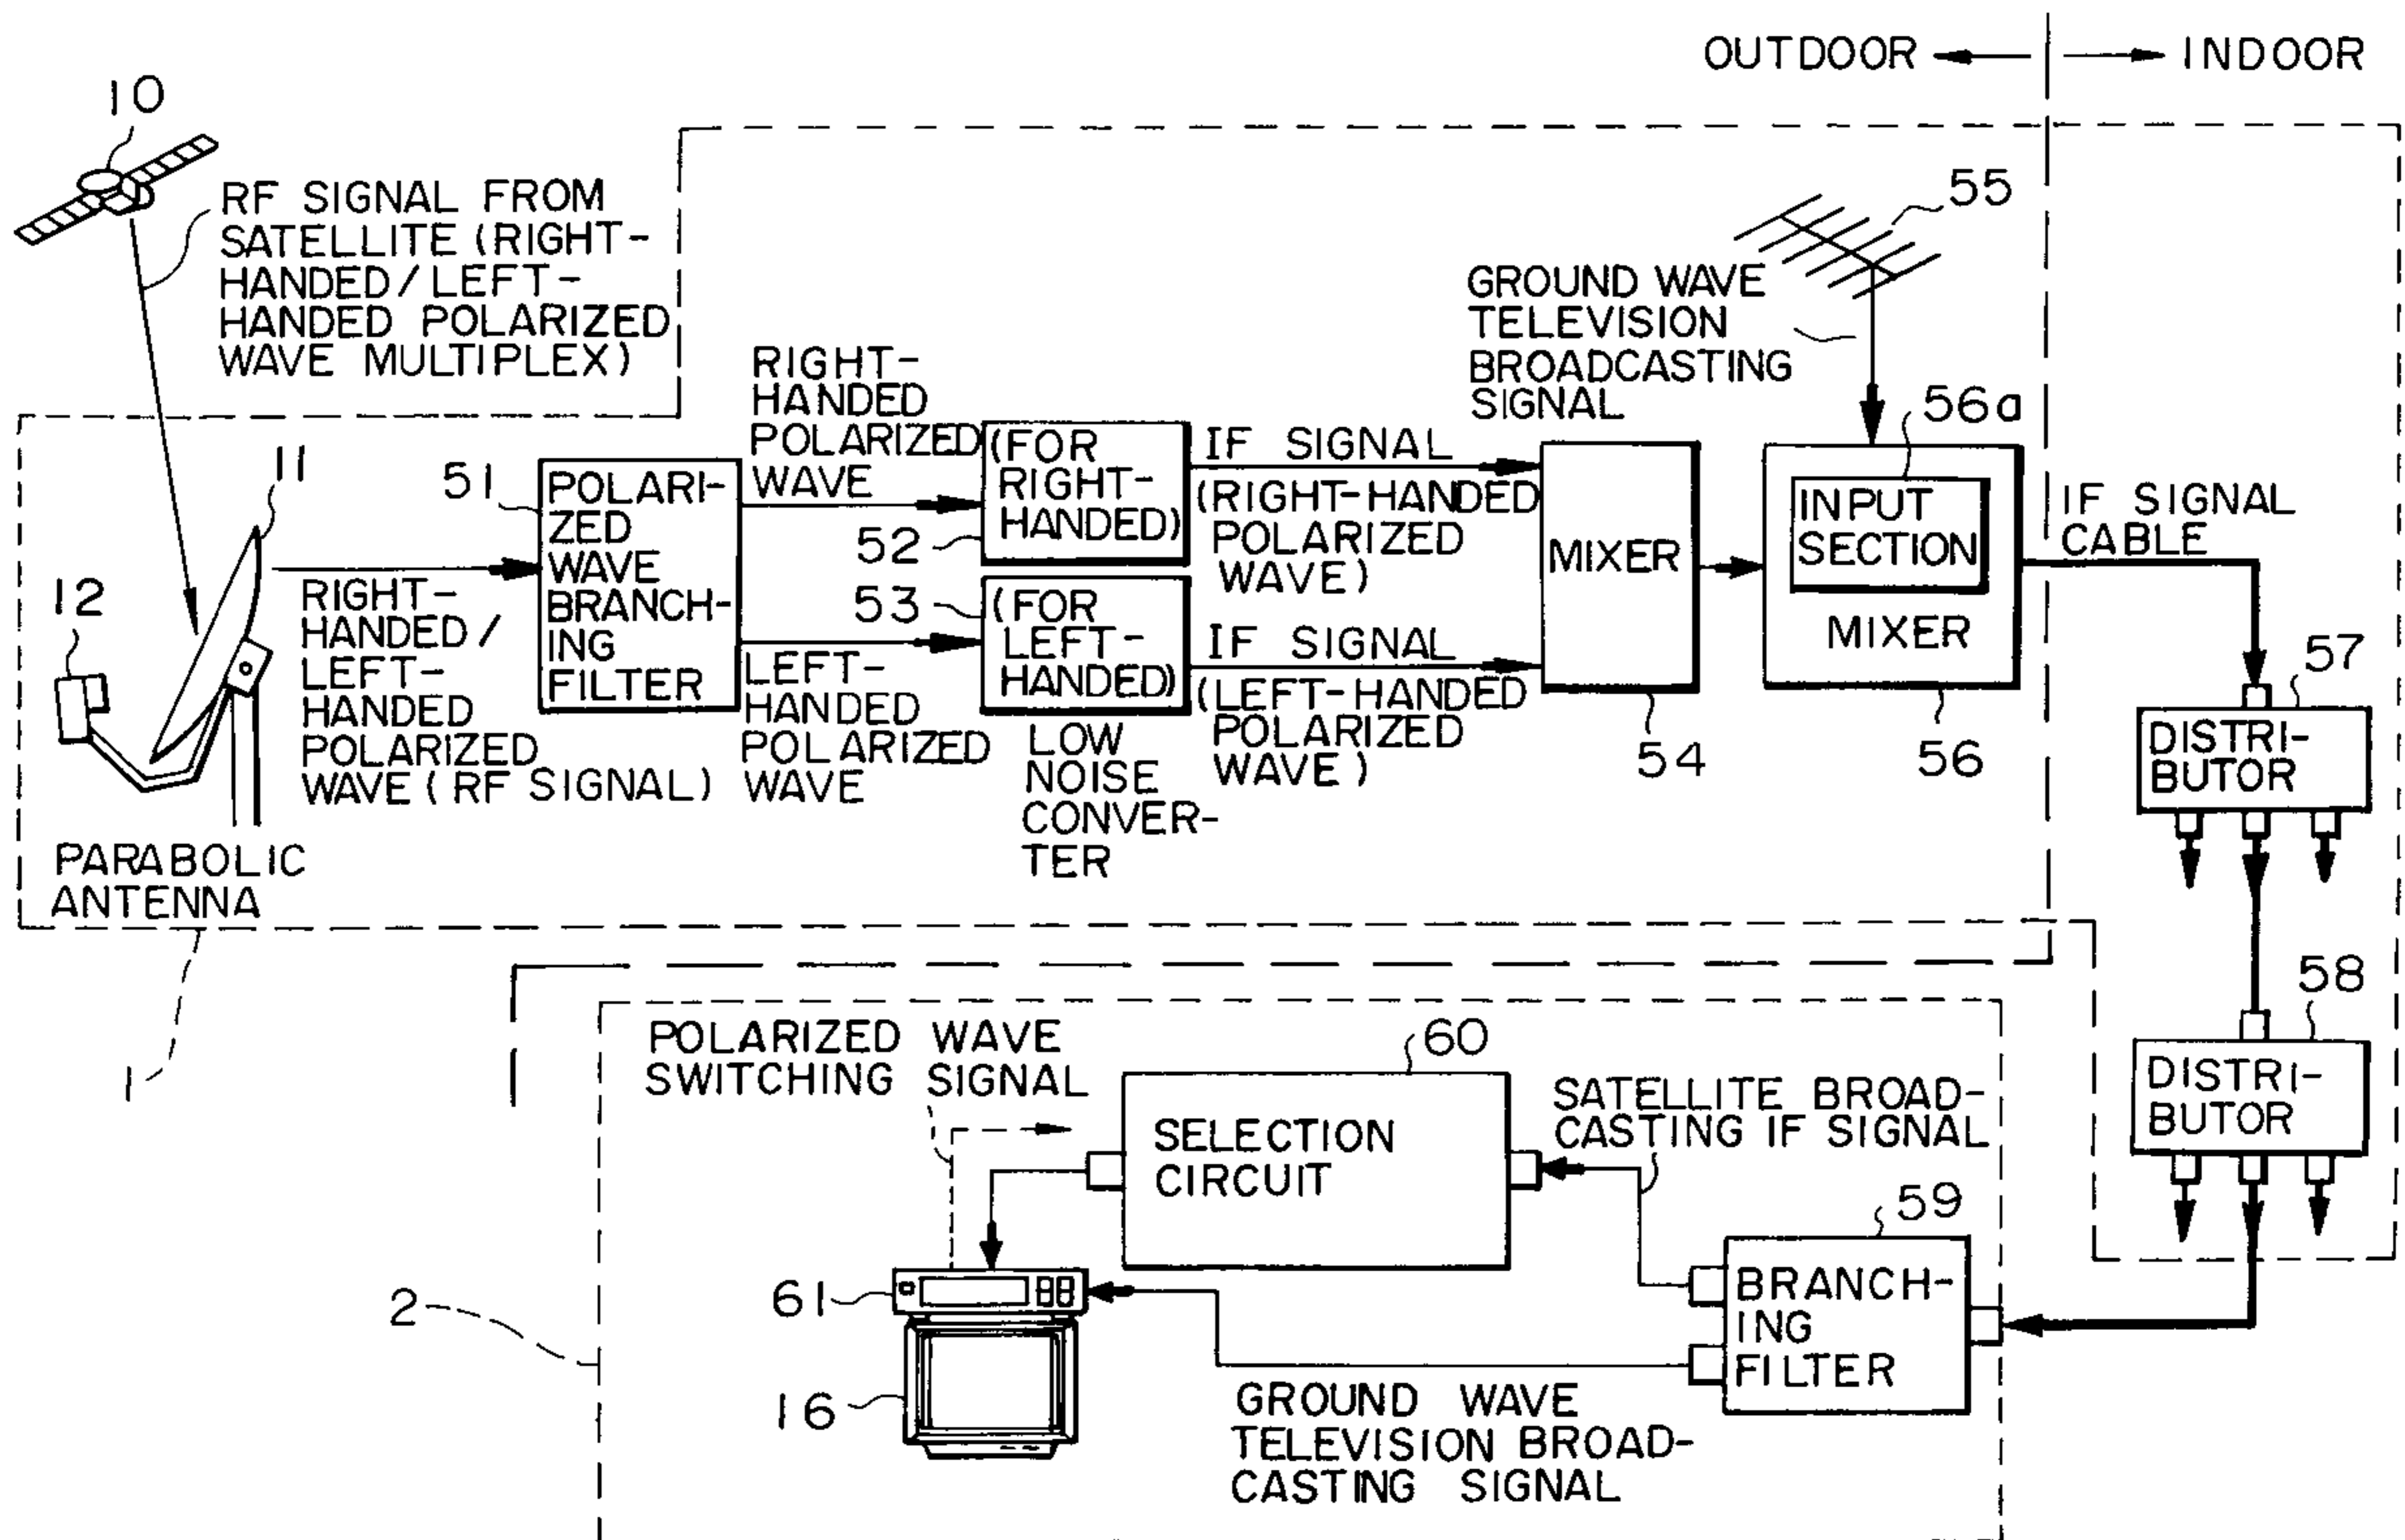 OUTDOOR
INDOOR
10
RF SIGNAL FROM
SATELLITE (RIGHT-
HANDED/LEFT-
HANDED POLARIZED
WAVE MULTIPLEX)
55
GROUND WAVE
TELEVISION
BROADCASTING
SIGNAL
11
12
RIGHT-
HANDED/
LEFT-
HANDED
POLARIZED
WAVE (RF SIGNAL)
PARABOLIC
ANTENNA
1
51
POLARI-
ZED
WAVE
BRANCH-
ING
FILTER
RIGHT-
HANDED
POLARIZED
WAVE
LEFT-
HANDED
POLARIZED
WAVE
(FOR
RIGHT-
HANDED)
52
53
(FOR
LEFT-
HANDED)
LOW
NOISE
CONVER-
TER
IF SIGNAL
(RIGHT-HANDED
POLARIZED
WAVE)
IF SIGNAL
(LEFT-HANDED
POLARIZED
WAVE)
MIXER
54
56a
INPUT
SECTION
MIXER
56
IF SIGNAL
CABLE
57
DISTRI-
BUTOR
58
DISTRI-
BUTOR
POLARIZED WAVE
SWITCHING SIGNAL
60
SELECTION
CIRCUIT
SATELLITE BROAD-
CASTING IF SIGNAL
59
BRANCH-
ING
FILTER
61
2
16
GROUND WAVE
TELEVISION BROAD-
CASTING SIGNAL